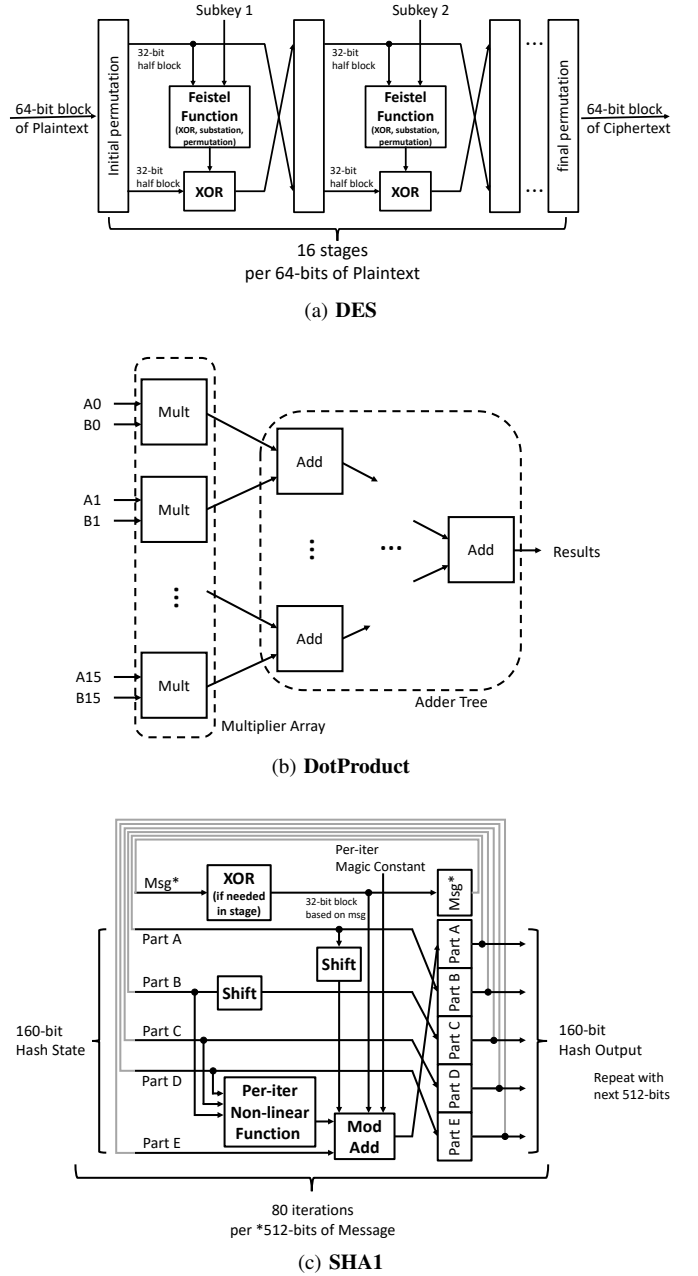 Subkey 1
Subkey 2
32-bit
half block
32-bit
half block
64-bit block
of Plaintext
Initial permutation
Feistel
Function
(XOR, substation,
permutation)
Feistel
Function
(XOR, substation,
permutation)
...
final permutation
64-bit block
of Ciphertext
32-bit
half block
XOR
32-bit
half block
XOR
...
16 stages
per 64-bits of Plaintext
(a) DES
A0
B0
Mult
Add
A1
B1
Mult
...
...
...
Add
Results
Add
A15
B15
Mult
Adder Tree
Multiplier Array
(b) DotProduct
Per-iter
Magic Constant
Msg*
XOR
(if needed
in stage)
32-bit block
based on msg
Msg*
Part A
Shift
Part A
Part B
Shift
Part B
160-bit
Hash State
Part C
Part C
160-bit
Hash Output
Part D
Per-iter
Non-linear
Function
Part D
Repeat with
next 512-bits
Part E
Mod
Add
Part E
80 iterations
per *512-bits of Message
(c) SHA1